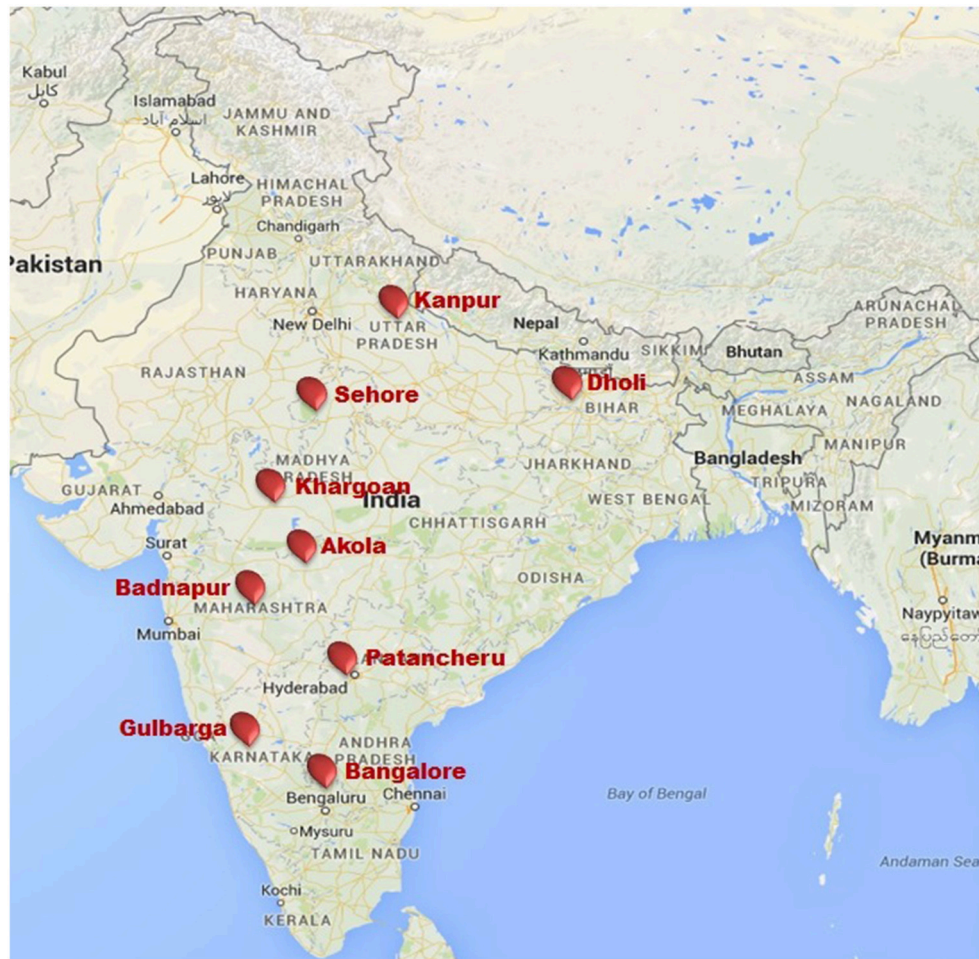 Kabul
كابل
Islamabad
اسلام آباد
JAMMU AND
KASHMIR
Lahore
لاہور
HIMACHAL
PRADESH
Chandigarh
PUNJAB
UTTARAKHAND
Pakistan
HARYANA
Kanpur
ARUNACHAL
PRADESH
New Delhi
UTTAR
PRADESH
Nepal
Kathmandu
SIKKIM
Bhutan
RAJASTHAN
Sehore
Dholi
ASSAM
BIHAR
MEGHALAYA
NAGALAND
MANIPUR
MADHYA
PRADESH
JHARKHAND
Bangladesh
TRIPURA
GUJARAT
Khargoan
India
WEST BENGAL
MIZORAM
Ahmedabad
CHHATTISGARH
Surat
Akola
Myanm
(Burma
ODISHA
Badnapur
MAHARASHTRA
Naypyitaw
Mumbai
Patancheru
Hyderabad
Gulbarga
GOA
KARNATAKA
ANDHRA
PRADESH
Bangalore
Bengaluru
Chennai
Bay of Bengal
Mysuru
TAMIL NADU
Andaman Sea
Kochi
KERALA